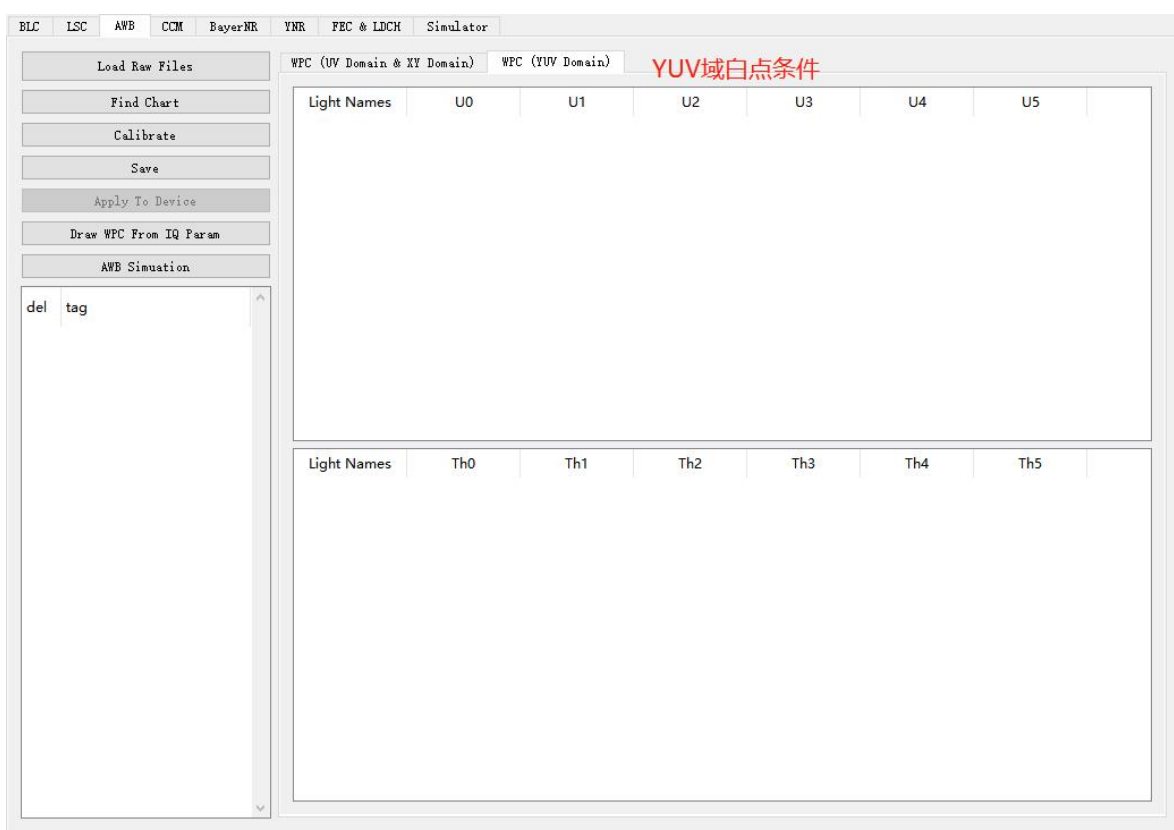 BLC LSC AWB CCM BayerNR YNR FEC & LDCH Simulator
Load Raw Files
Find Chart
Calibrate
Save
Apply To Device
Draw WPC From IQ Param
AWB Simuation
del tag
WPC (UV Domain & XY Domain) WPC (YUV Domain) YUV域白点条件
Light Names U0 U1 U2 U3 U4 U5
Light Names Th0 Th1 Th2 Th3 Th4 Th5